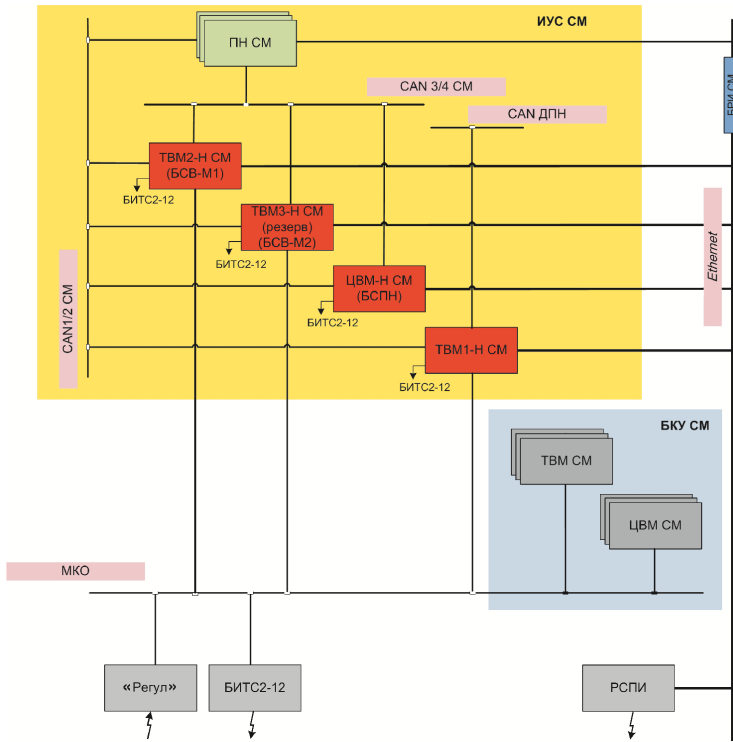 ИУС СМ
ПН СМ
CAN 3/4 СМ
CAN ДПН
БРИ СМ
ТВМ2-Н СМ
(БСВ-М1)
БИТС2-12
ТВМ3-Н СМ
(резерв)
(БСВ-М2)
БИТС2-12
ЦВМ-Н СМ
(БСПН)
БИТС2-12
ТВМ1-Н СМ
БИТС2-12
CAN1/2 СМ
Ethernet
БКУ СМ
ТВМ СМ
ЦВМ СМ
МКО
«Регул»
БИТС2-12
РСПИ